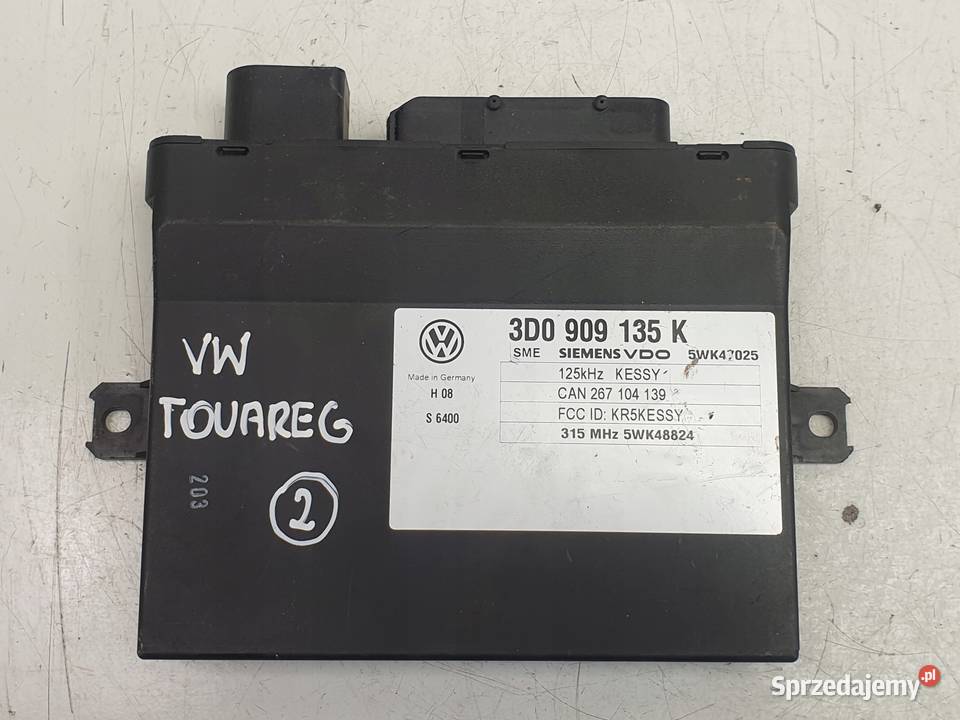 VW
TOUAREG
203
2
VW
Made in Germany
H 08
S 6400
3D0 909 135 K
SME SIEMENS VDO 5WK47025
125kHz KESSY
CAN 267 104 139
FCC ID: KR5KESSY
315 MHz 5WK48824
Sprzedajemy.pl